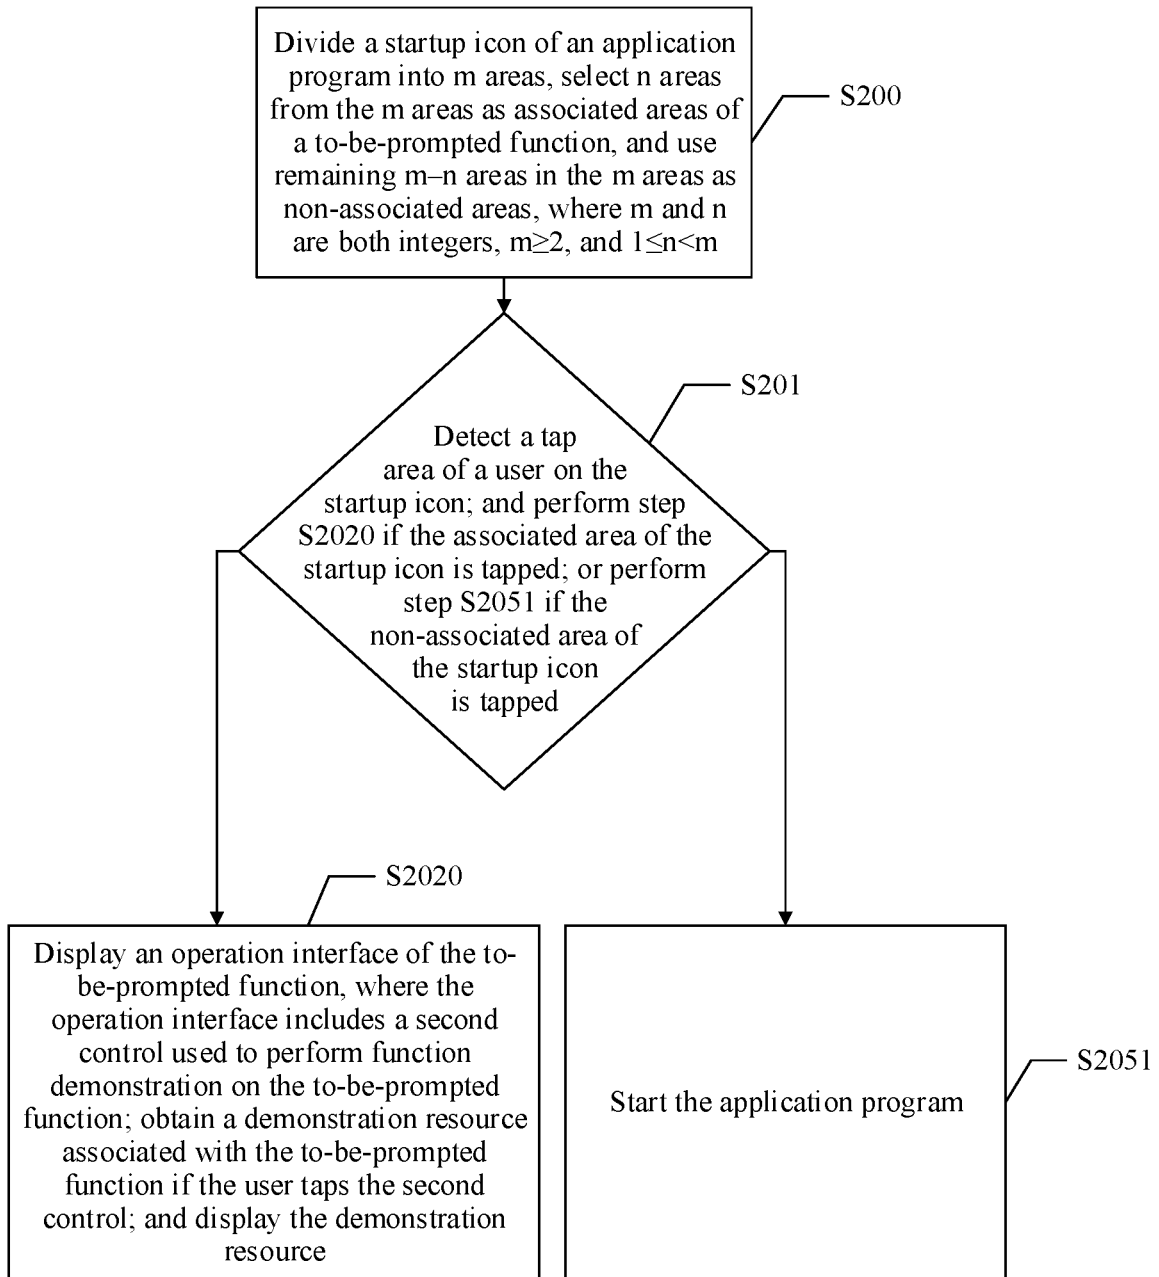 Divide a startup icon of an application
program into m areas, select n areas
from the m areas as associated areas of
a to-be-prompted function, and use
remaining m–n areas in the m areas as
non-associated areas, where m and n
are both integers, m≥2, and 1≤n<m
S200
S201
Detect a tap
area of a user on the
startup icon; and perform step
S2020 if the associated area of the
startup icon is tapped; or perform
step S2051 if the
non-associated area of
the startup icon
is tapped
S2020
Display an operation interface of the to-
be-prompted function, where the
operation interface includes a second
control used to perform function
demonstration on the to-be-prompted
function; obtain a demonstration resource
associated with the to-be-prompted
function if the user taps the second
control; and display the demonstration
resource
Start the application program
S2051